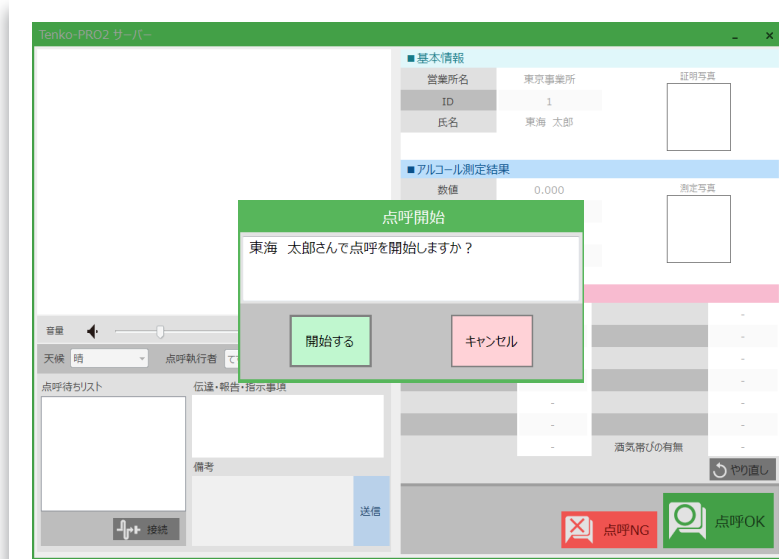 Tenko-PRO2 サーバー
■基本情報
営業所名 東京事業所 証明写真
ID 1
氏名 東海 太郎
■アルコール測定結果
数値 0.000 測定写真
点呼開始
東海 太郎さんで点呼を開始しますか？
開始する キャンセル
音量
天候 晴 点呼執行者
点呼待ちリスト 伝達・報告・指示事項
- -
- -
- 酒気帯びの有無 -
備考
やり直し
送信
接続
点呼NG 点呼OK